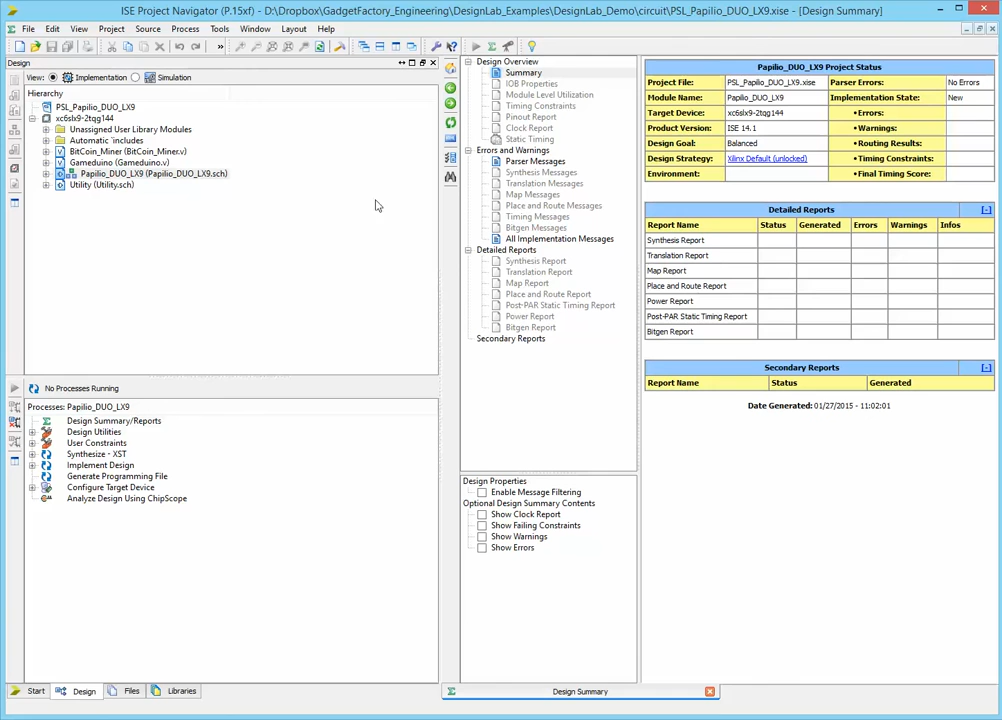 ISE Project Navigator (P.15xf) - D:\Dropbox\GadgetFactory_Engineering\DesignLab_Examples\DesignLab_Demo\circuit\PSL_Papilio_DUO_LX9.xise - [Design Summary]
File Edit View Project Source Process Tools Window Layout Help
Design
View: Implementation Simulation
Hierarchy
PSL_Papilio_DUO_LX9
xc6slx9-2tqg144
Unassigned User Library Modules
Automatic `includes
BitCoin_Miner (BitCoin_Miner.v)
Gameduino (Gameduino.v)
Papilio_DUO_LX9 (Papilio_DUO_LX9.sch)
Utility (Utility.sch)
No Processes Running
Processes: Papilio_DUO_LX9
Design Summary/Reports
Design Utilities
User Constraints
Synthesize - XST
Implement Design
Generate Programming File
Configure Target Device
Analyze Design Using ChipScope
Start Design Files Libraries
Design Overview
Summary
IOB Properties
Module Level Utilization
Timing Constraints
Pinout Report
Clock Report
Static Timing
Errors and Warnings
Parser Messages
Synthesis Messages
Translation Messages
Map Messages
Place and Route Messages
Timing Messages
Bitgen Messages
All Implementation Messages
Detailed Reports
Synthesis Report
Translation Report
Map Report
Place and Route Report
Post-PAR Static Timing Report
Power Report
Bitgen Report
Secondary Reports
Design Properties
Enable Message Filtering
Optional Design Summary Contents
Show Clock Report
Show Failing Constraints
Show Warnings
Show Errors
Papilio_DUO_LX9 Project Status
Project File: PSL_Papilio_DUO_LX9.xise Parser Errors: No Errors
Module Name: Papilio_DUO_LX9 Implementation State: New
Target Device: xc6slx9-2tqg144 •Errors:
Product Version: ISE 14.1 •Warnings:
Design Goal: Balanced •Routing Results:
Design Strategy: Xilinx Default (unlocked) •Timing Constraints:
Environment: •Final Timing Score:
Detailed Reports [-]
Report Name Status Generated Errors Warnings Infos
Synthesis Report
Translation Report
Map Report
Place and Route Report
Power Report
Post-PAR Static Timing Report
Bitgen Report
Secondary Reports [-]
Report Name Status Generated
Date Generated: 01/27/2015 - 11:02:01
Design Summary